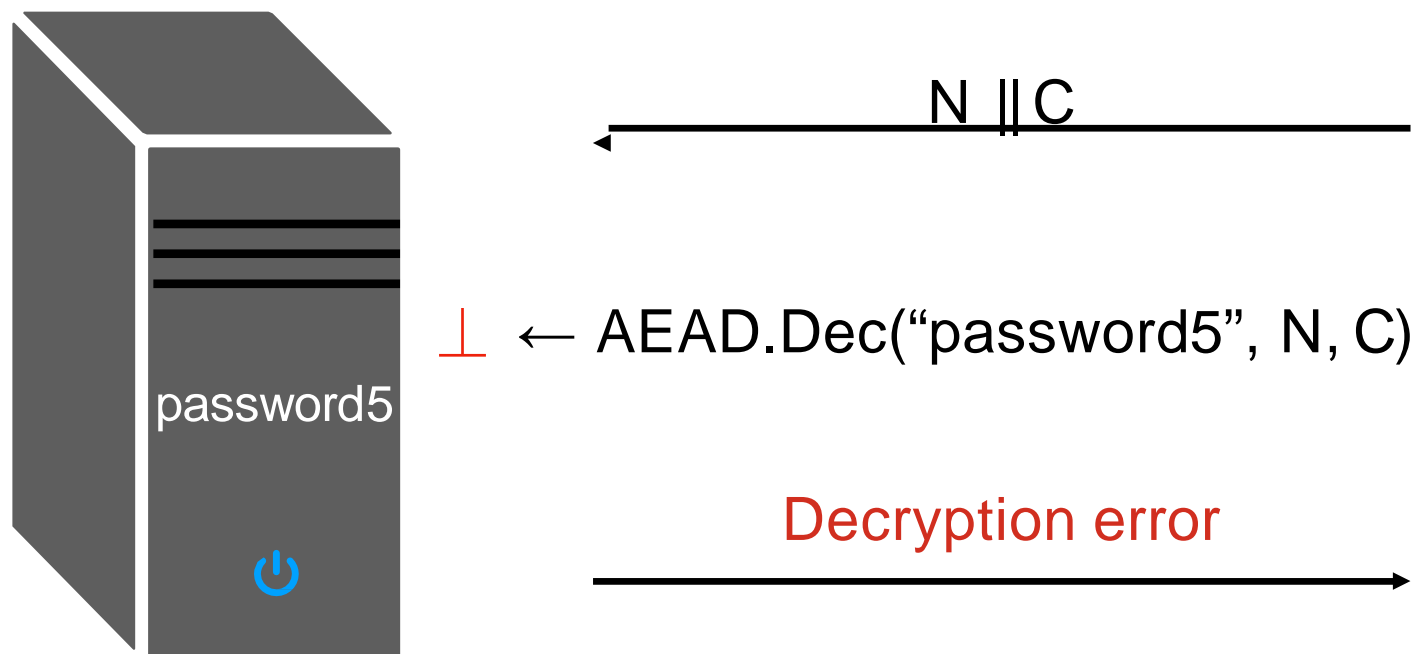 N || C
⊥ ← AEAD.Dec(“password5”, N, C)
password5
Decryption error